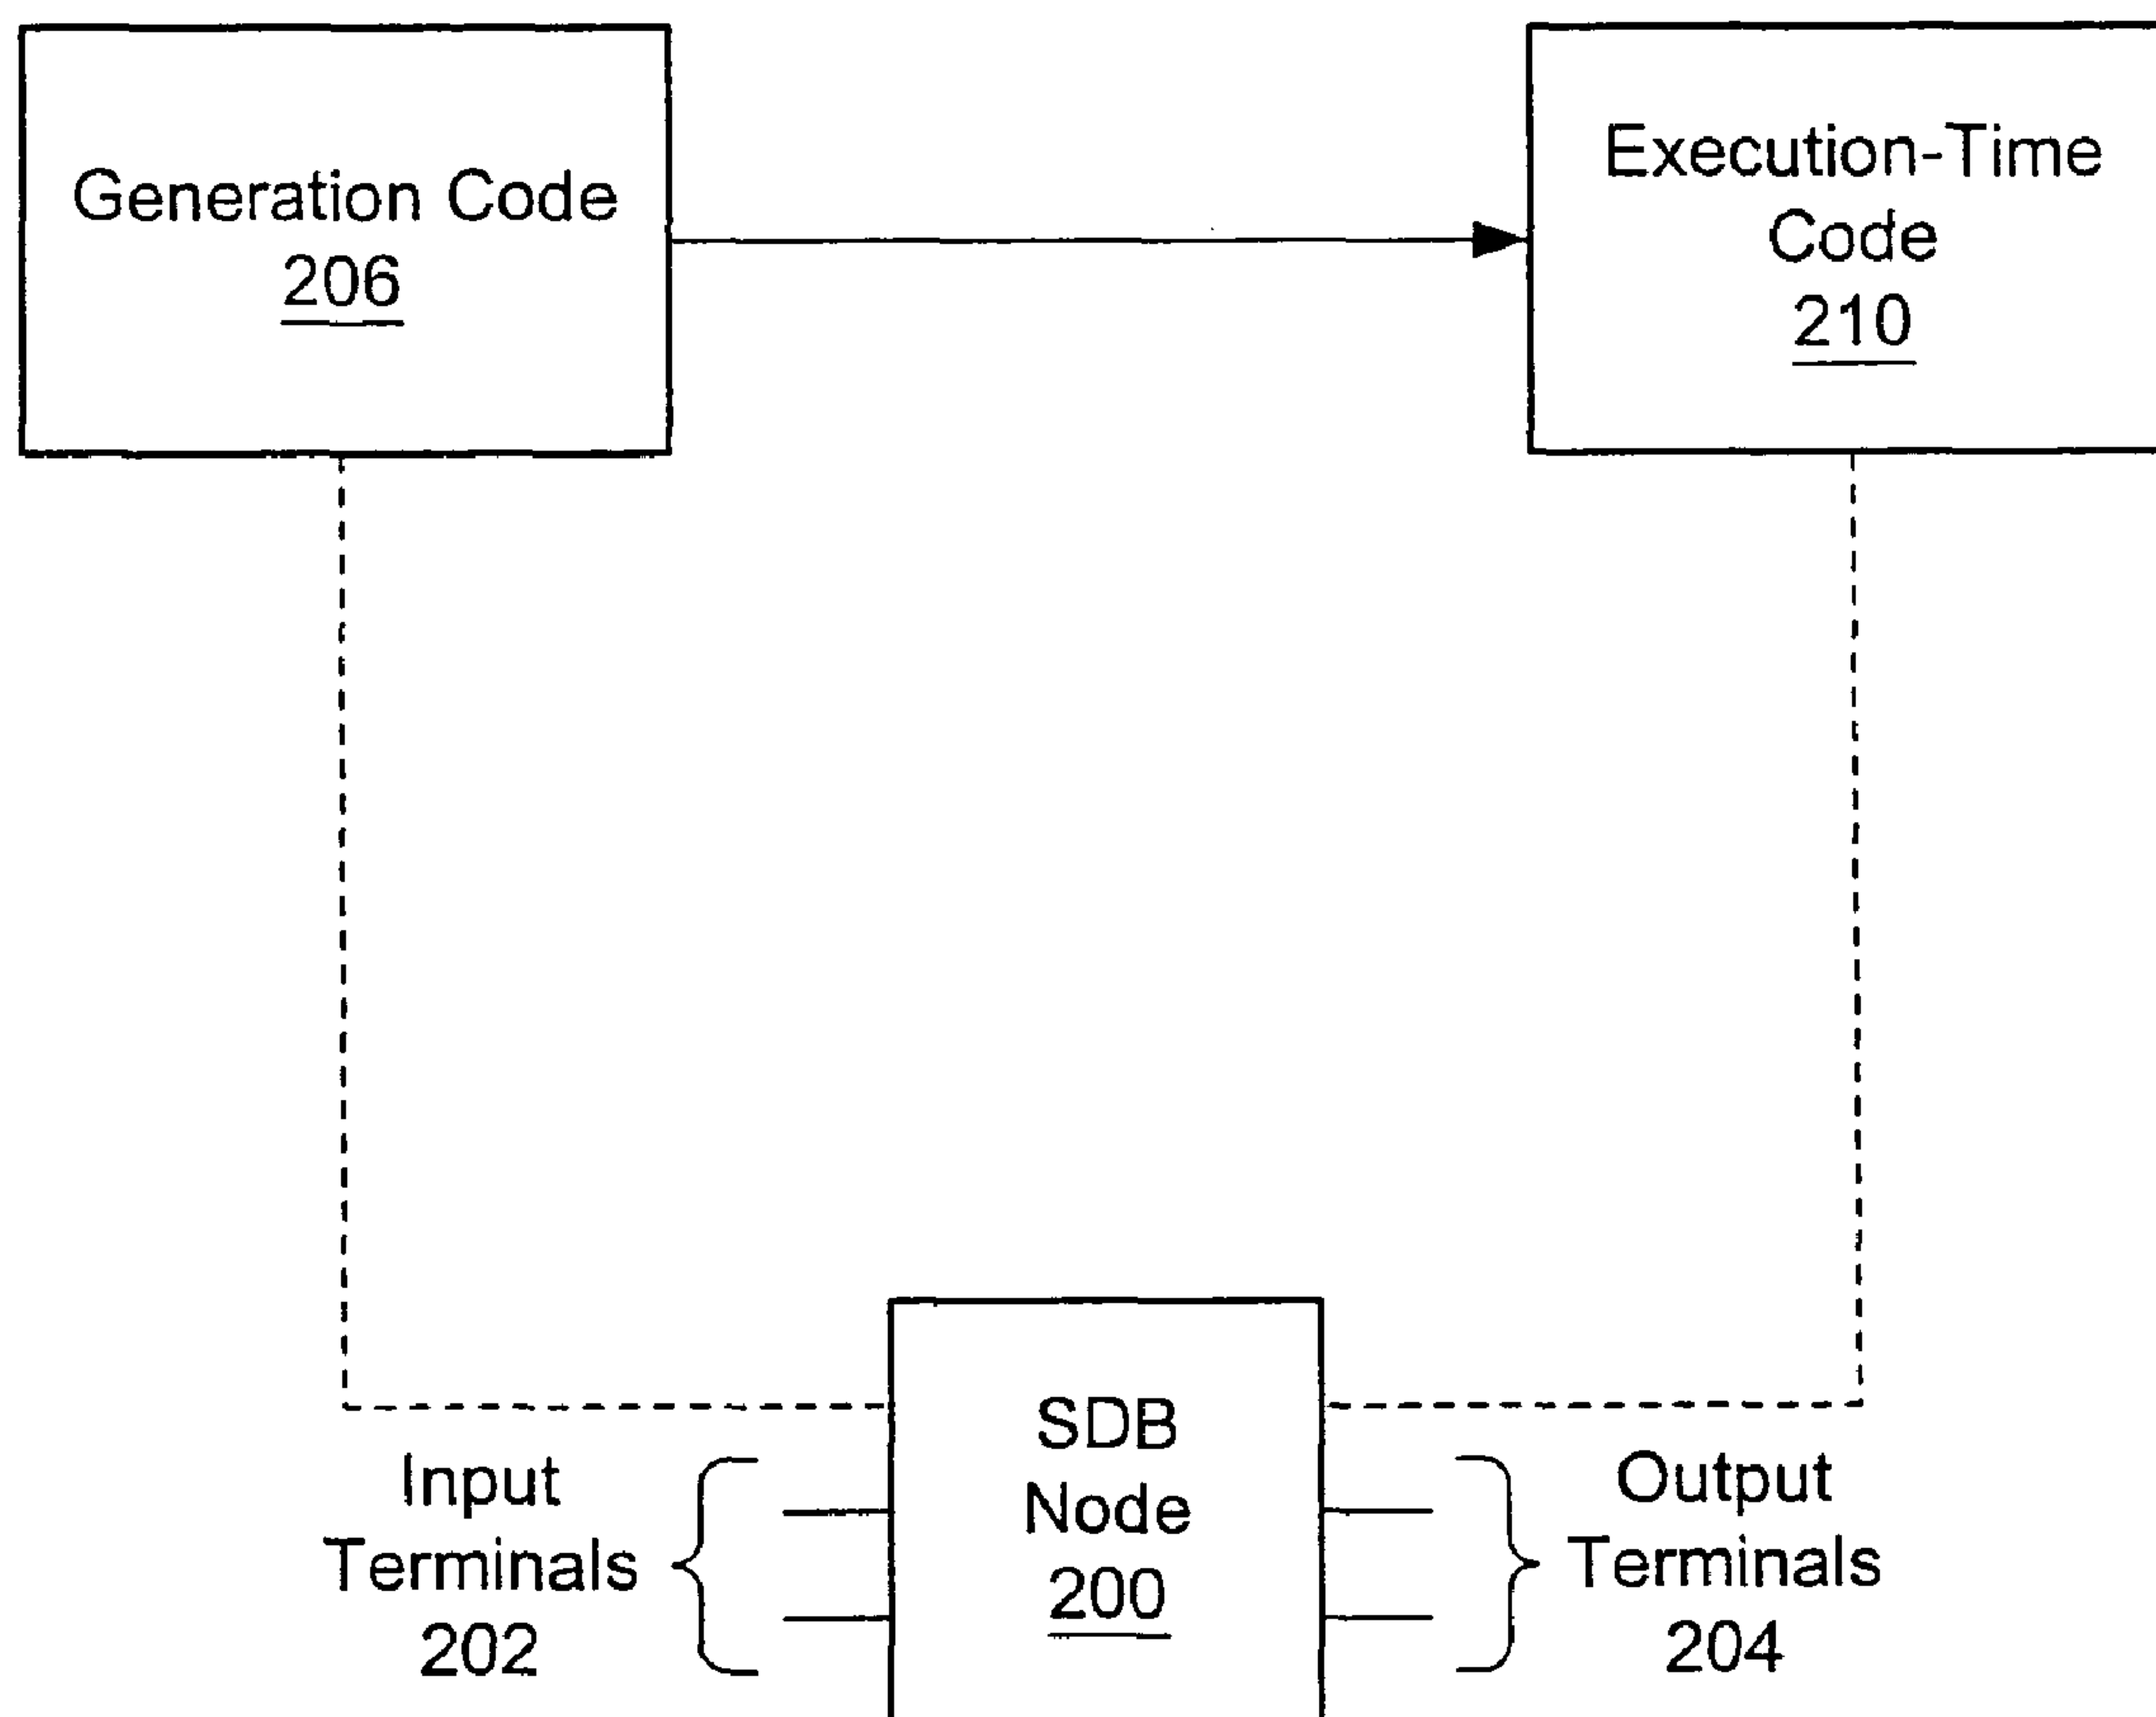 Generation Code
206
Execution-Time
Code
210
SDB
Node
200
Input
Terminals
202
Output
Terminals
204